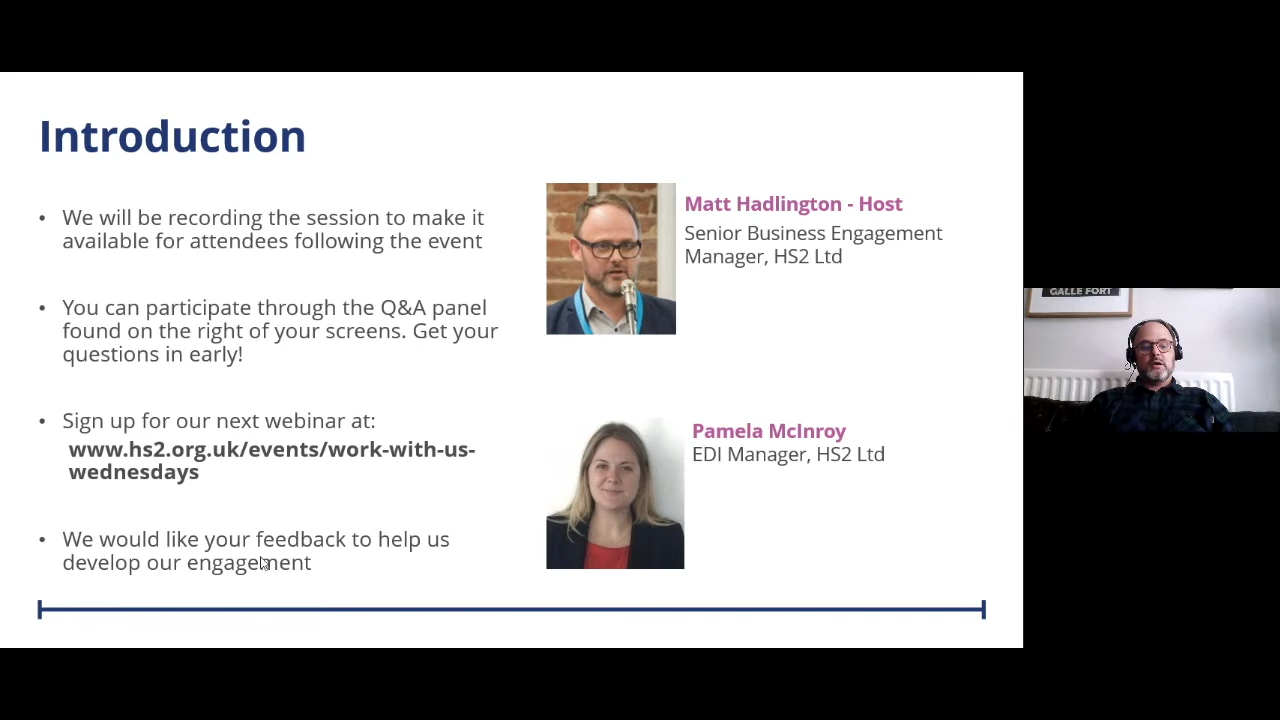 Introduction
• We will be recording the session to make it
available for attendees following the event
• You can participate through the Q&A panel
found on the right of your screens. Get your
questions in early!
• Sign up for our next webinar at:
www.hs2.org.uk/events/work-with-us-
wednesdays
• We would like your feedback to help us
develop our engagement
Matt Hadlington - Host
Senior Business Engagement
Manager, HS2 Ltd
Pamela McInroy
EDI Manager, HS2 Ltd
GALLE FORT